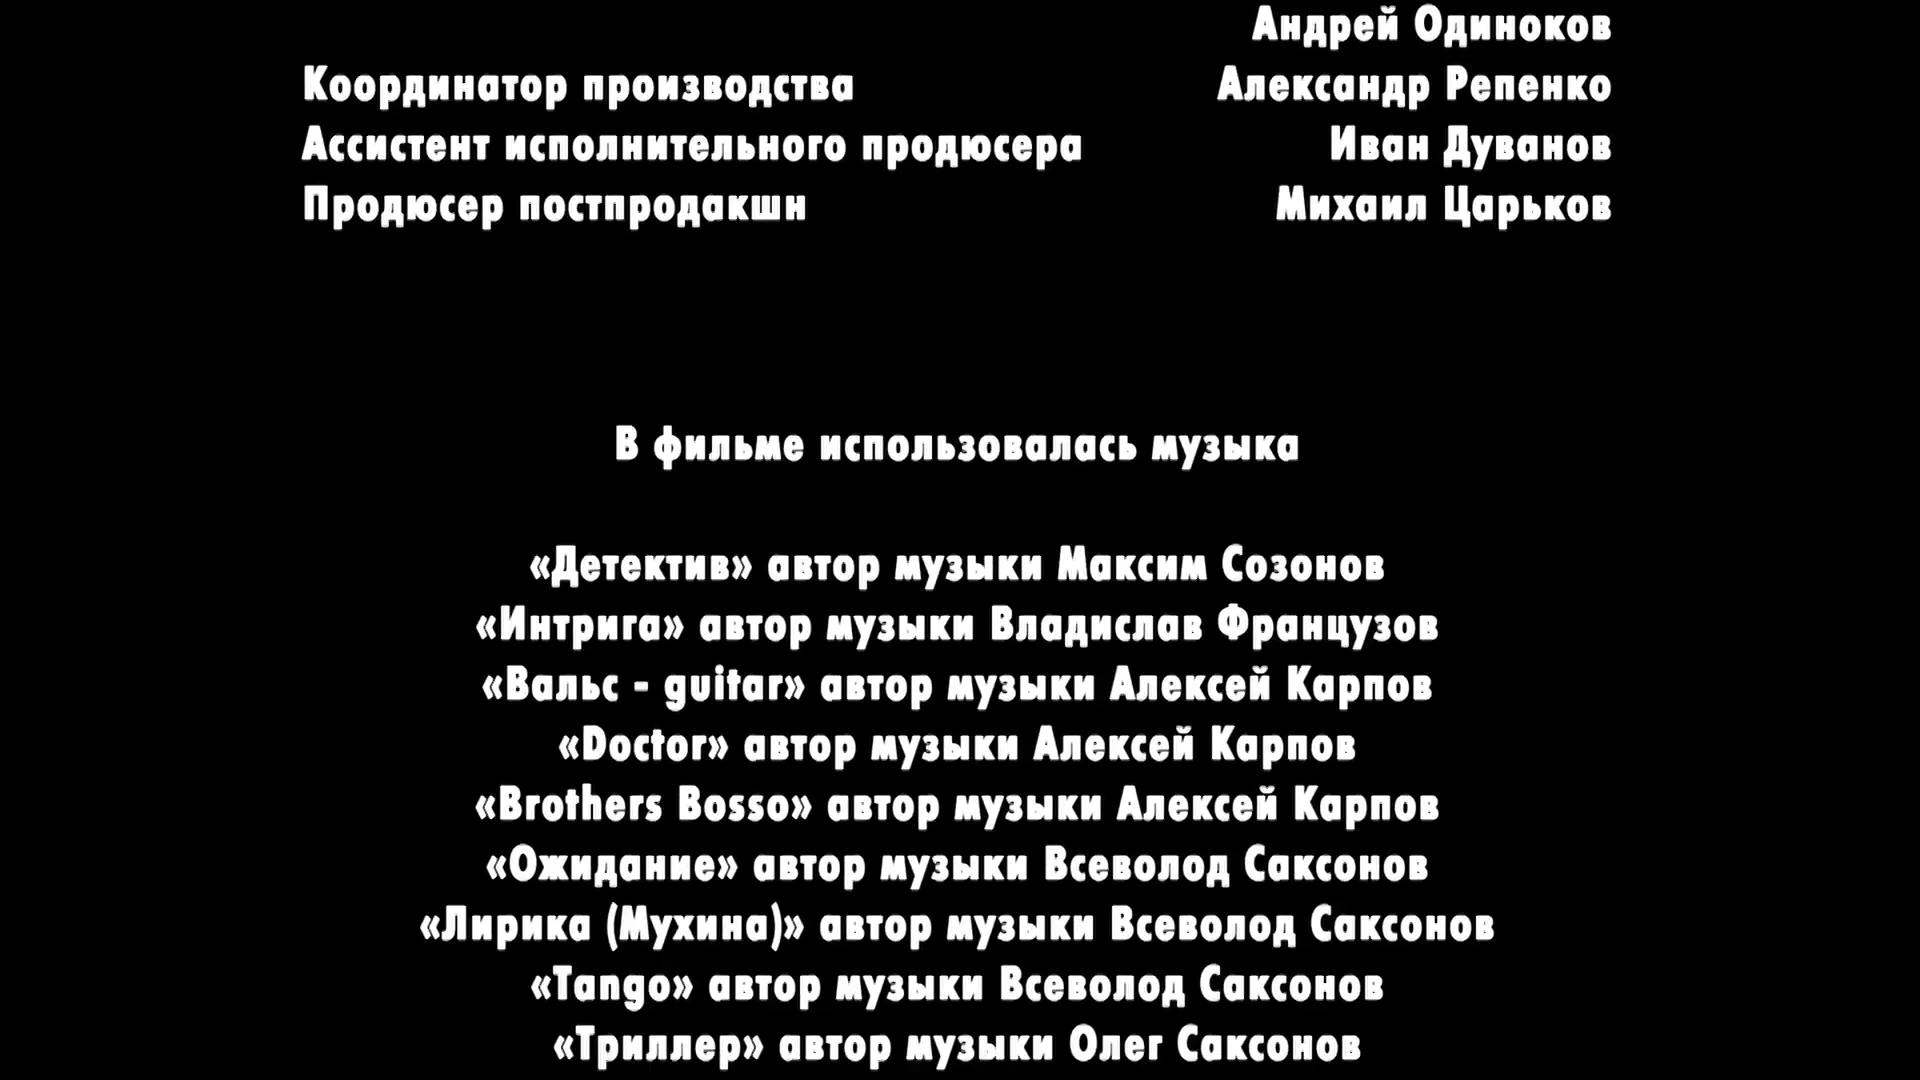 Андрей Одиноков
Координатор производства Александр Репенко
Ассистент исполнительного продюсера Иван Дуванов
Продюсер постпродакшн Михаил Царьков
В фильме использовалась музыка
«Детектив» автор музыки Максим Созонов
«Интрига» автор музыки Владислав Французов
«Вальс - guitar» автор музыки Алексей Карпов
«Doctor» автор музыки Алексей Карпов
«Brothers Bosso» автор музыки Алексей Карпов
«Ожидание» автор музыки Всеволод Саксонов
«Лирика (Мухина)» автор музыки Всеволод Саксонов
«Tango» автор музыки Всеволод Саксонов
«Триллер» автор музыки Олег Саксонов